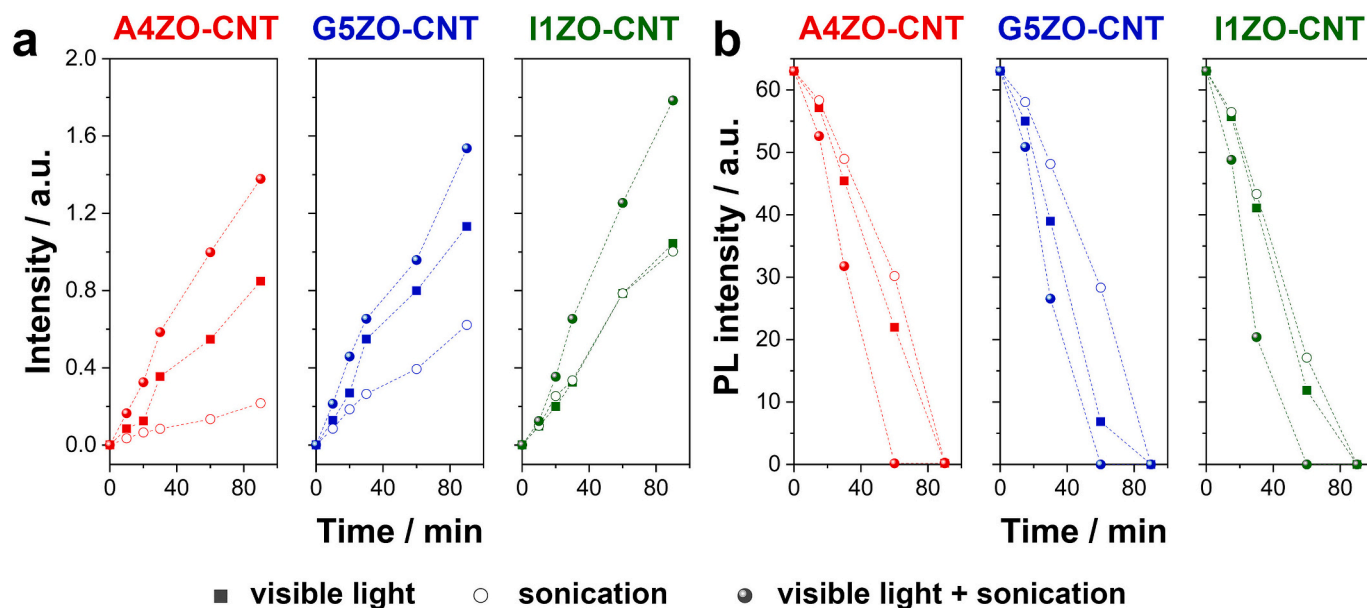 a
A4ZO-CNT G5ZO-CNT I1ZO-CNT
Intensity / a.u.
2.0
1.6
1.2
0.8
0.4
0.0
0 40 80 0 40 80 0 40 80
Time / min
b
A4ZO-CNT G5ZO-CNT I1ZO-CNT
PL intensity / a.u.
60
50
40
30
20
10
0
0 40 80 0 40 80 0 40 80
Time / min
visible light sonication visible light + sonication